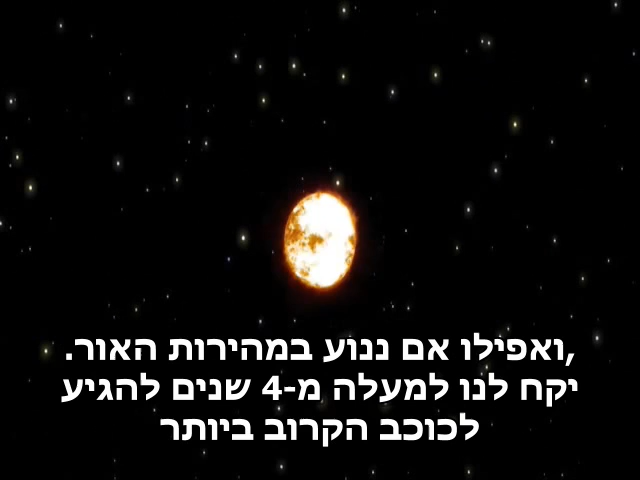 ,ואפילו אם ננוע במהירות האור.
יקח לנו למעלה מ-4 שנים להגיע
לכוכב הקרוב ביותר